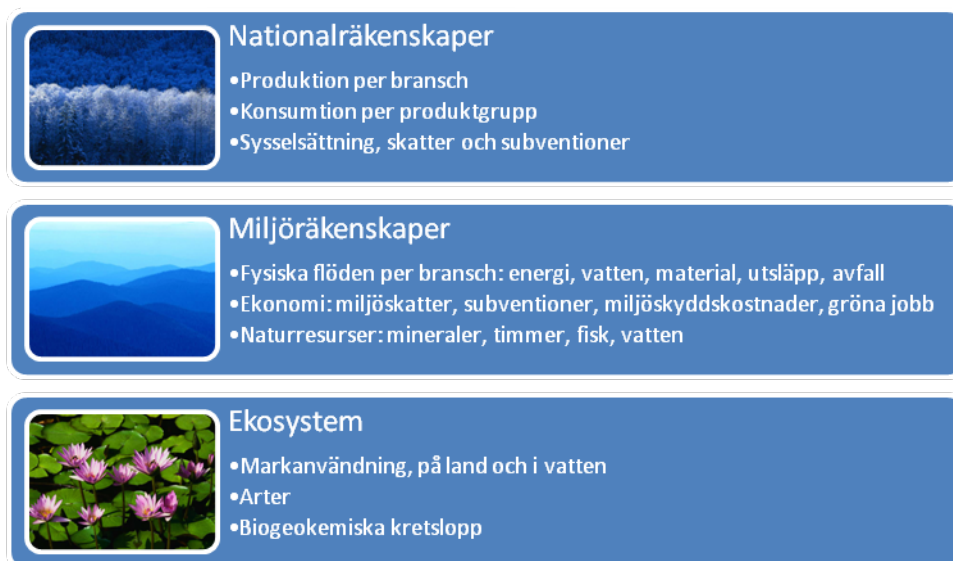 Nationalräkenskaper
•Produktion per bransch
•Konsumtion per produktgrupp
•Sysselsättning, skatter och subventioner
Miljöräkenskaper
•Fysiska flöden per bransch: energi, vatten, material, utsläpp, avfall
•Ekonomi: miljöskatter, subventioner, miljöskyddskostnader, gröna jobb
•Naturresurser: mineraler, timmer, fisk, vatten
Ekosystem
•Markanvändning, på land och i vatten
•Arter
•Biogeokemiska kretslopp